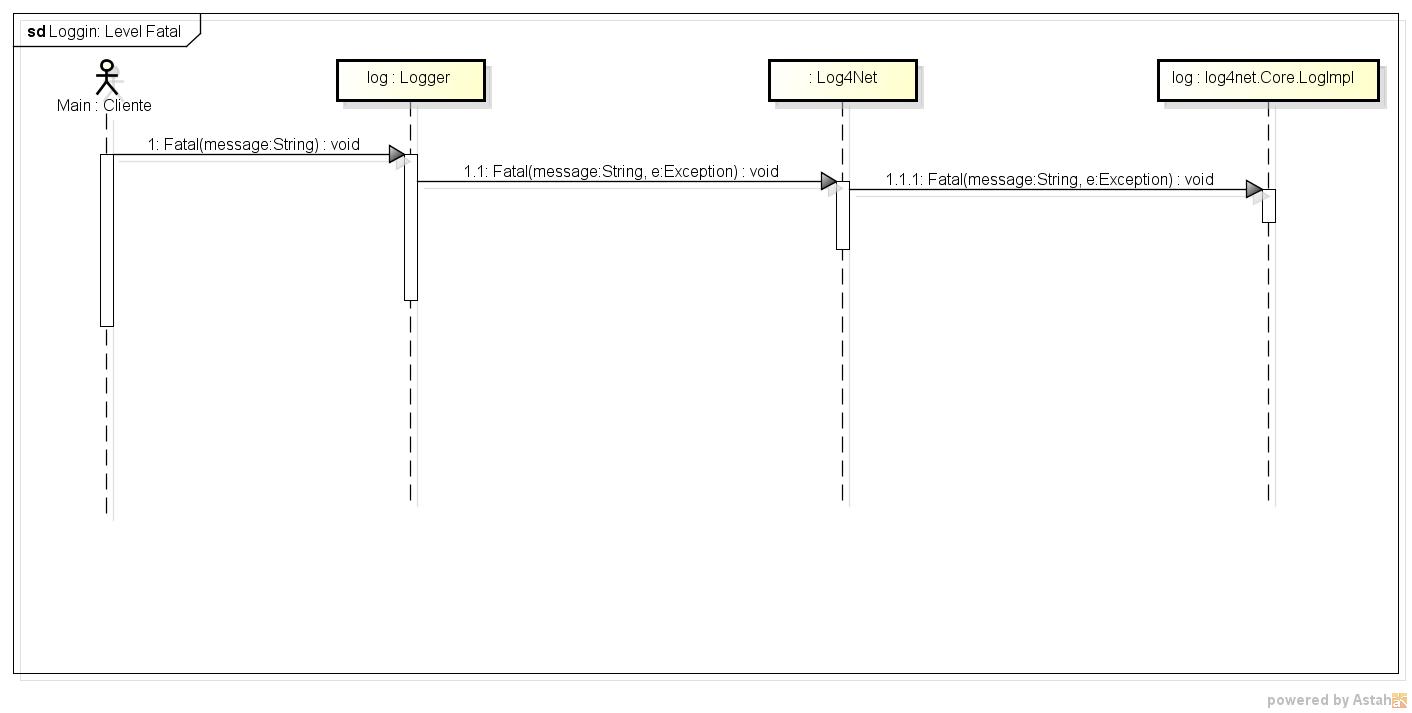 sd Loggin: Level Fatal
Main : Cliente
log : Logger
: Log4Net
log : log4net.Core.LogImpl
1: Fatal(message:String) : void
1.1: Fatal(message:String, e:Exception) : void
1.1.1: Fatal(message:String, e:Exception) : void
powered by Astah